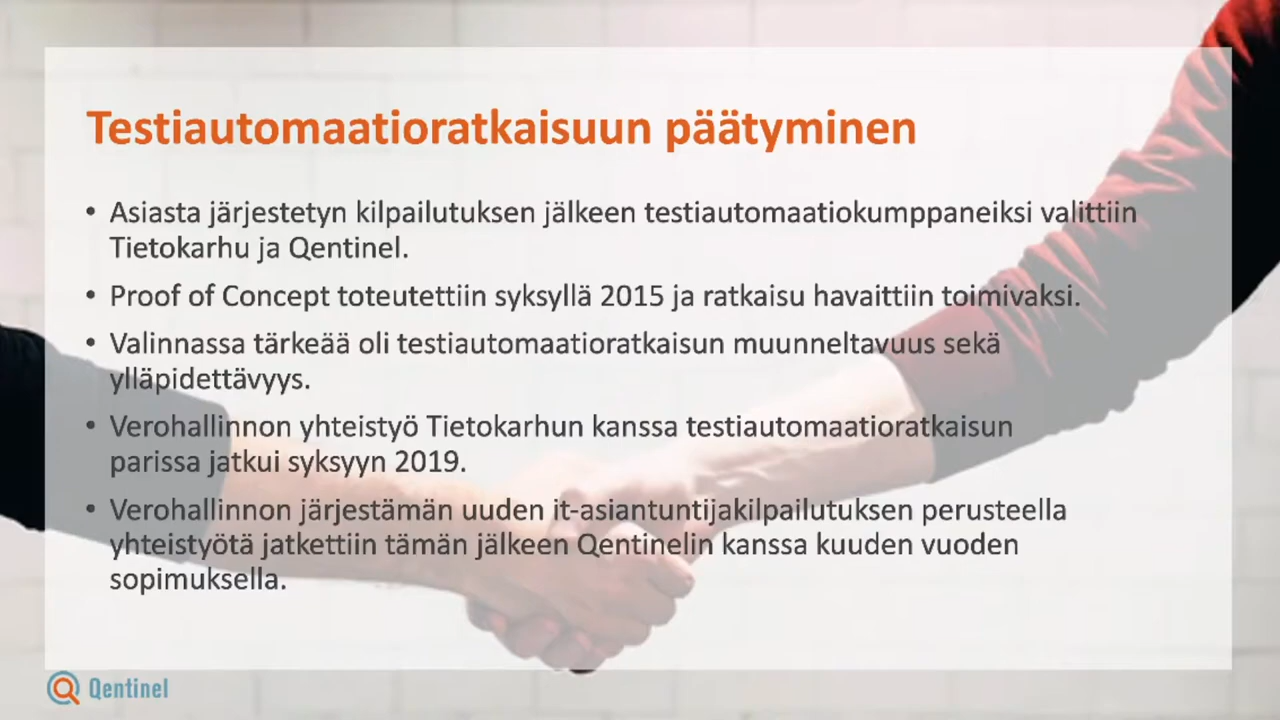 Testiautomaatioratkaisuun päätyminen
• Asiasta järjestetyn kilpailutuksen jälkeen testiautomaatiokumppaneiksi valittiin
Tietokarhu ja Qentinel.
• Proof of Concept toteutettiin syksyllä 2015 ja ratkaisu havaittiin toimivaksi.
• Valinnassa tärkeää oli testiautomaatioratkaisun muunneltavuus sekä
ylläpidettävyys.
• Verohallinnon yhteistyö Tietokarhun kanssa testiautomaatioratkaisun
parissa jatkui syksyyn 2019.
• Verohallinnon järjestämän uuden it-asiantuntijakilpailutuksen perusteella
yhteistyötä jatkettiin tämän jälkeen Qentinelin kanssa kuuden vuoden
sopimuksella.
Qentinel